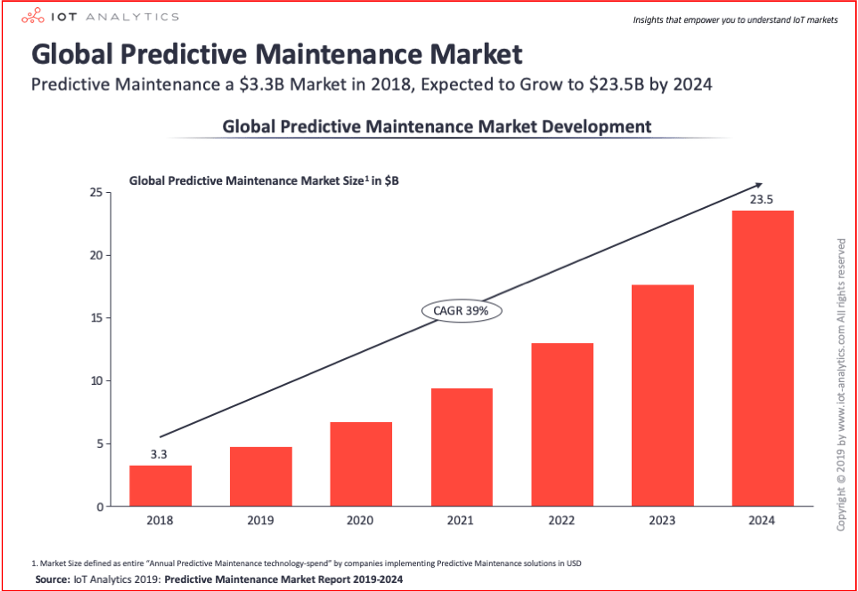 IOT ANALYTICS
Insights that empower you to understand IoT markets
Global Predictive Maintenance Market
Predictive Maintenance a $3.3B Market in 2018, Expected to Grow to $23.5B by 2024
Global Predictive Maintenance Market Development
Global Predictive Maintenance Market Size¹ in $B
25
20
15
10
5
0
3.3
CAGR 39%
23.5
2018
2019
2020
2021
2022
2023
2024
Copyright © 2019 by www.iot-analytics.com All rights reserved
1. Market Size defined as entire “Annual Predictive Maintenance technology-spend” by companies implementing Predictive Maintenance solutions in USD
Source: IoT Analytics 2019: Predictive Maintenance Market Report 2019-2024